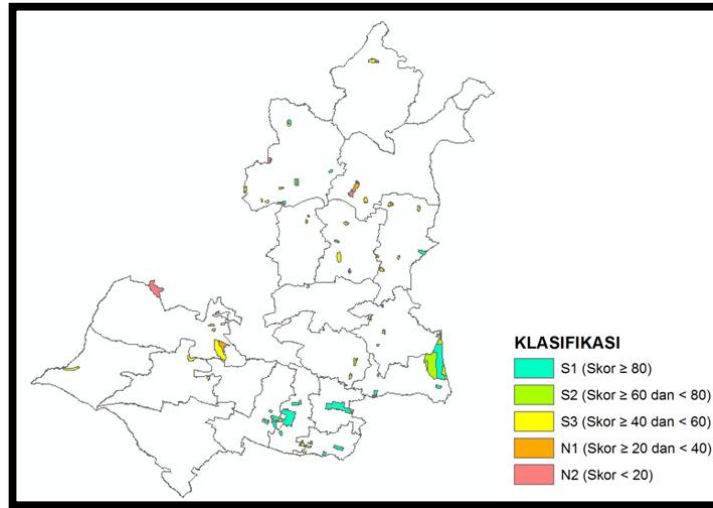 KLASIFIKASI
S1 (Skor ≥ 80)
S2 (Skor ≥ 60 dan < 80)
S3 (Skor ≥ 40 dan < 60)
N1 (Skor ≥ 20 dan < 40)
N2 (Skor < 20)